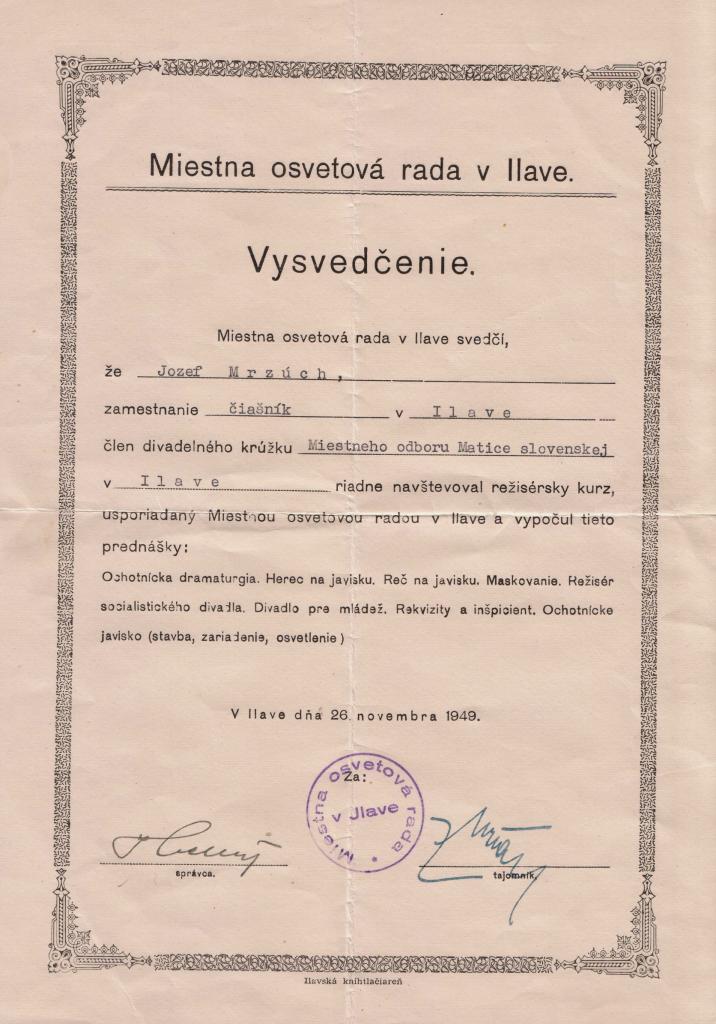 Miestna osvetová rada v Ilave.
Vysvedčenie.
Miestna osvetová rada v Ilave svedčí,
že Jozef Mrzúch,
zamestnanie čiašník v Ilave
člen divadelného krúžku Miestneho odboru Matice slovenskej
v Ilave riadne navštevoval režisérsky kurz,
usporiadaný Miestnou osvetovou radou v Ilave a vypočul tieto
prednášky:
Ochotnícka dramaturgia. Herec na javisku. Reč na javisku. Maskovanie. Režisér
socialistického divadla. Divadlo pre mládež. Rekvizity a inšpicient. Ochotnícke
javisko (stavba, zariadenie, osvetlenie)
V Ilave dňa 26. novembra 1949.
Za:
Miestna osvetová rada
v Jlave
správca.
tajomník.
Ilavská knihtlačiareň